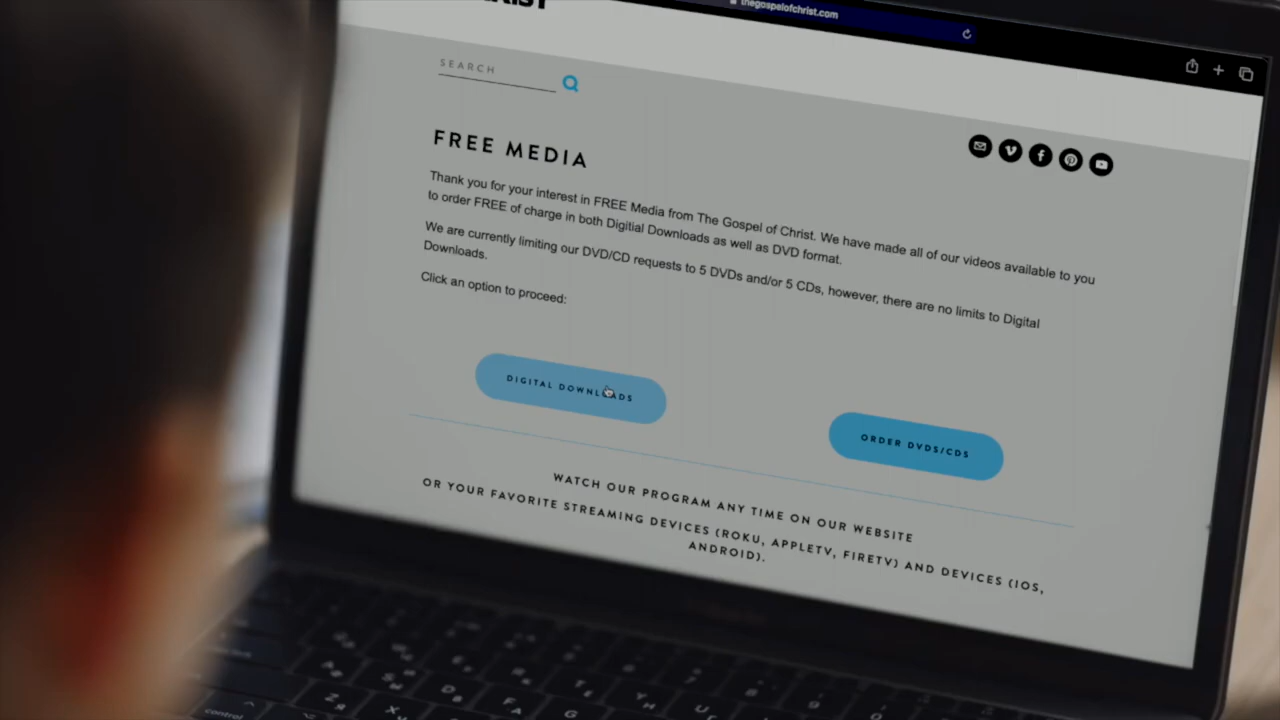 thegospelofchrist.com
SEARCH
FREE MEDIA
Thank you for your interest in FREE Media from The Gospel of Christ. We have made all of our videos available to you
to order FREE of charge in both Digitial Downloads as well as DVD format.
We are currently limiting our DVD/CD requests to 5 DVDs and/or 5 CDs, however, there are no limits to Digital
Downloads.
Click an option to proceed:
DIGITAL DOWNLOADS
ORDER DVDS/CDS
WATCH OUR PROGRAM ANY TIME ON OUR WEBSITE
OR YOUR FAVORITE STREAMING DEVICES (ROKU, APPLETV, FIRETV) AND DEVICES (IOS,
ANDROID).
control